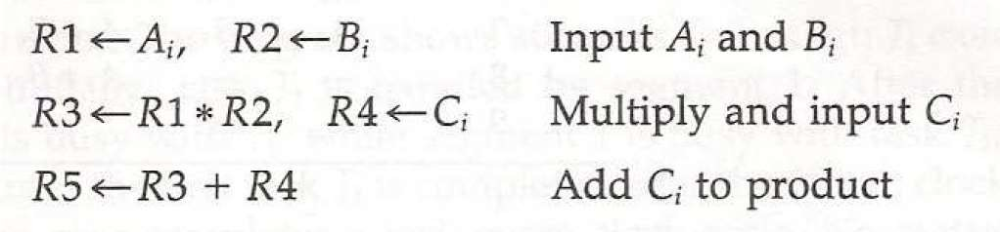 R1 ← Aᵢ, R2 ← Bᵢ Input Aᵢ and Bᵢ
R3 ← R1 * R2, R4 ← Cᵢ Multiply and input Cᵢ
R5 ← R3 + R4 Add Cᵢ to product